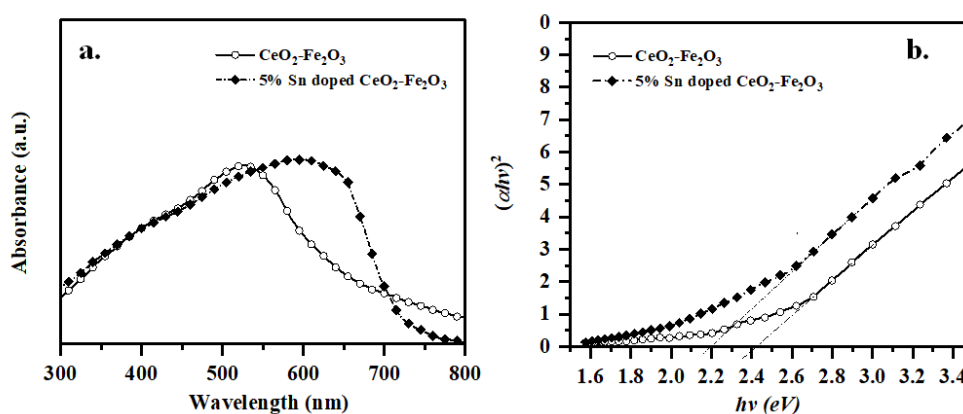 a.
CeO₂-Fe₂O₃
5% Sn doped CeO₂-Fe₂O₃
Absorbance (a.u.)
300 400 500 600 700 800
Wavelength (nm)
b.
CeO₂-Fe₂O₃
5% Sn doped CeO₂-Fe₂O₃
(αhν)²
0
9
8
7
6
5
4
3
2
1
0
1.6 1.8 2.0 2.2 2.4 2.6 2.8 3.0 3.2 3.4
hν (eV)